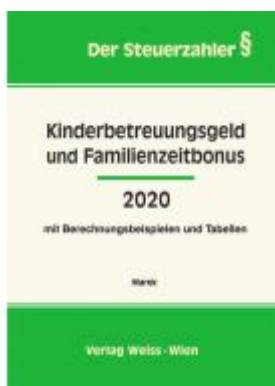 Der Steuerzahler §
Kinderbetreuungsgeld
und Familienzeitbonus
2020
mit Berechnungsbeispielen und Tabellen
Marek
Verlag Weiss · Wien